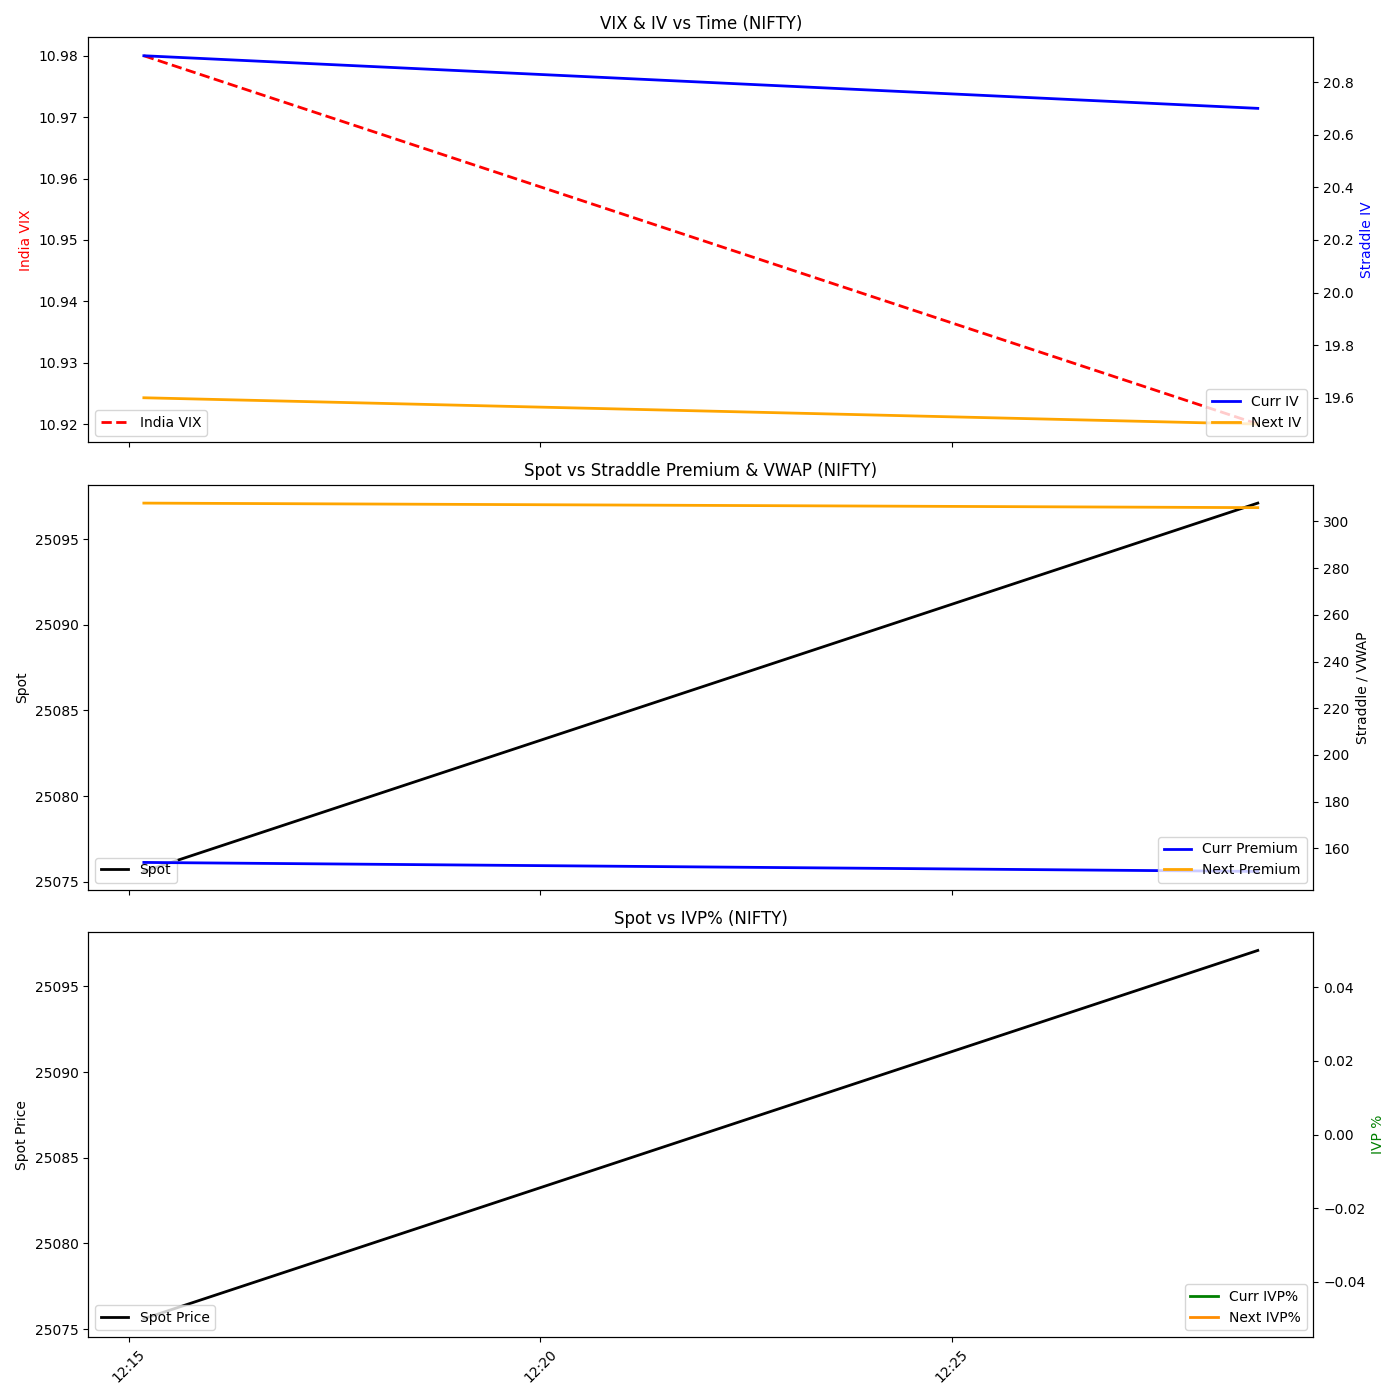 VIX & IV vs Time (NIFTY)
10.98
10.97
10.96
10.95
10.94
10.93
10.92
India VIX
20.8
20.6
20.4
20.2
20.0
19.8
19.6
Straddle IV
India VIX
Curr IV
Next IV
Spot vs Straddle Premium & VWAP (NIFTY)
25095
25090
25085
25080
25075
Spot
300
280
260
240
220
200
180
160
Straddle / VWAP
Spot
Curr Premium
Next Premium
Spot vs IVP% (NIFTY)
25095
25090
25085
25080
25075
Spot Price
0.04
0.02
0.00
−0.02
−0.04
IVP %
Spot Price
Curr IVP%
Next IVP%
12:15
12:20
12:25